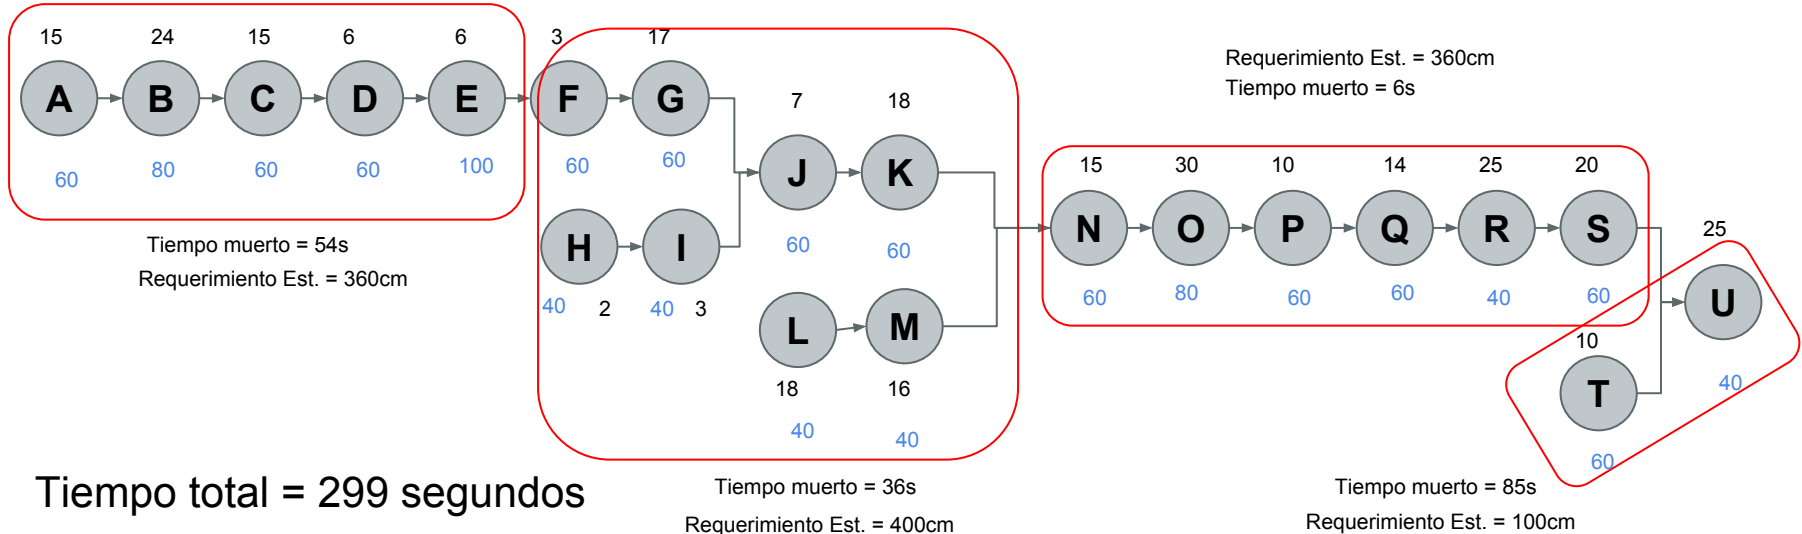 15 24 15 6 6 3 17
A B C D E F G
60 80 60 60 100 60 60
Tiempo muerto = 54s
Requerimiento Est. = 360cm
7 18
J K
60 60
H I
40 2 40 3
L M
18 16
40 40
Tiempo muerto = 36s
Requerimiento Est. = 400cm
Requerimiento Est. = 360cm
Tiempo muerto = 6s
15 30 10 14 25 20
N O P Q R S
60 80 60 60 40 60
25
U
40
10
T
60
Tiempo muerto = 85s
Requerimiento Est. = 100cm
Tiempo total = 299 segundos